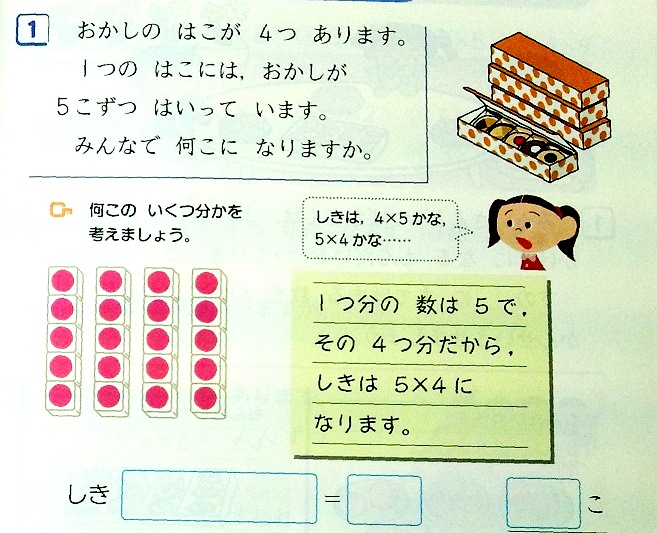 1
おかしの はこが 4つ あります。
1つの はこには，おかしが
5こずつ はいって います。
みんなで 何こに なりますか。
何この いくつ分かを
考えましょう。
しきは，4×5かな，
5×4かな……
1つ分の 数は 5で，
その 4つ分だから，
しきは 5×4に
なります。
しき = こ